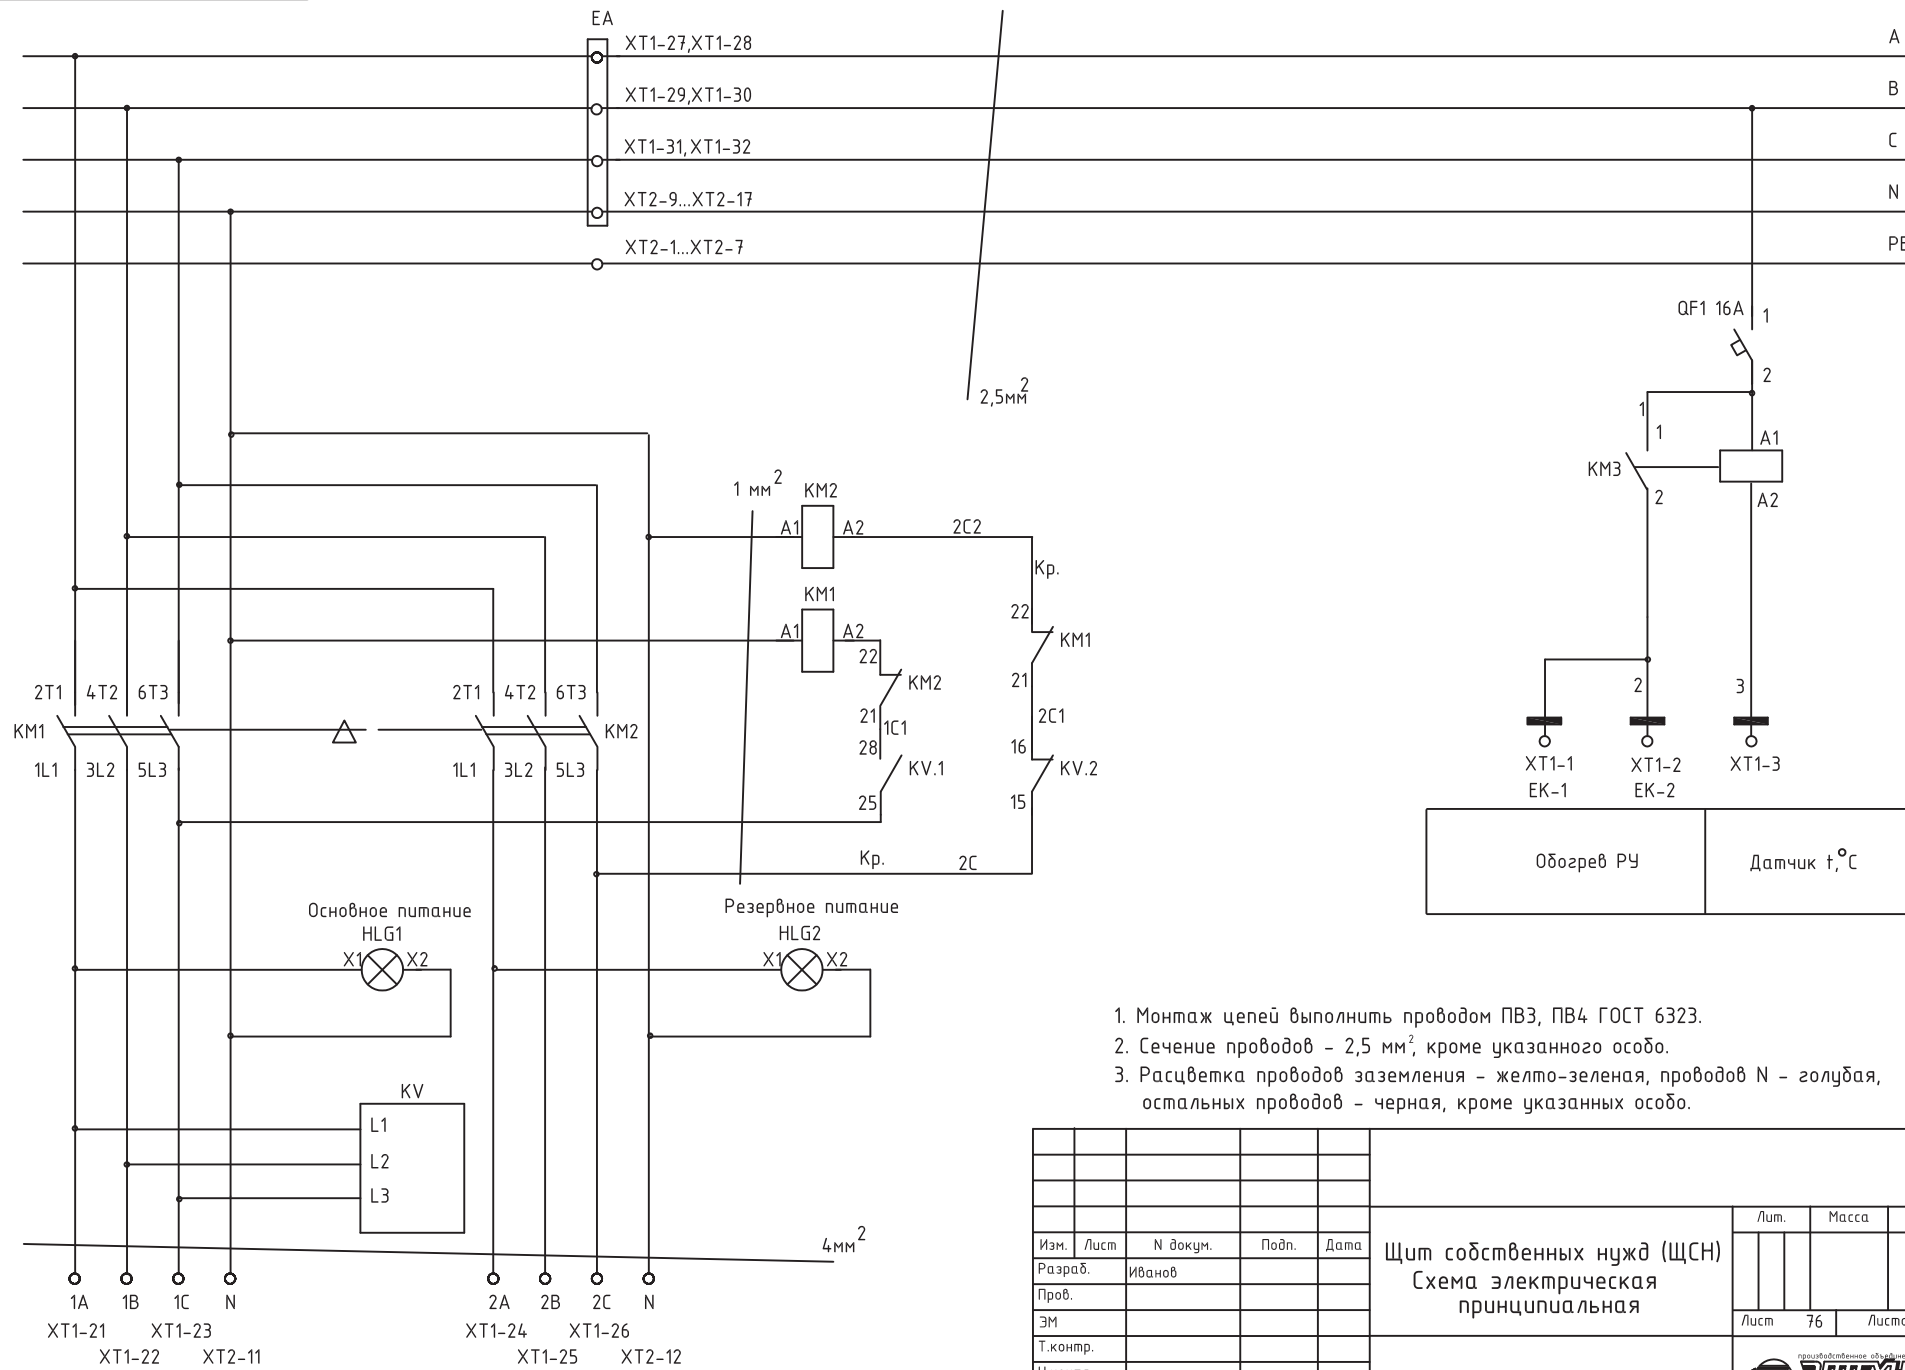 EA
XT1-27,XT1-28
A
XT1-29,XT1-30
B
XT1-31,XT1-32
C
XT2-9...XT2-17
N
XT2-1...XT2-7
QF1 16A
1
2
2,5мм²
1
1
A1
KM3
2
A2
1 мм²
KM2
A1
A2
2C2
Кр.
KM1
A1
A2
22
22
KM1
KM2
21
21
1C1
2C1
28
16
KV.1
KV.2
25
15
2T1
4T2
6T3
2T1
4T2
6T3
KM1
KM2
1L1
3L2
5L3
1L1
3L2
5L3
2
3
XT1-1
XT1-2
XT1-3
EK-1
EK-2
Обогрев РУ
Датчик t,°C
Кр.
2C
Основное питание
Резервное питание
HLG1
HLG2
X1
X2
X1
X2
KV
L1
L2
L3
4мм²
1A
1B
1C
N
2A
2B
2C
N
XT1-21
XT1-23
XT1-24
XT1-26
XT1-22
XT2-11
XT1-25
XT2-12
1. Монтаж цепей выполнить проводом ПВ3, ПВ4 ГОСТ 6323.
2. Сечение проводов - 2,5 мм², кроме указанного особо.
3. Расцветка проводов заземления - желто-зеленая, проводов N - голубая,
остальных проводов - черная, кроме указанных особо.
Лит.
Масса
Изм.
Лист
N докум.
Подп.
Дата
Щит собственных нужд (ЩСН)
Схема электрическая
принципиальная
Разраб.
Иванов
Пров.
ЭМ
Лист
76
Т.контр.
производственное